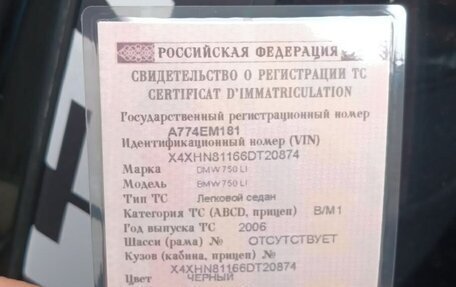 РОССИЙСКАЯ ФЕДЕРАЦИЯ
СВИДЕТЕЛЬСТВО О РЕГИСТРАЦИИ ТС
CERTIFICAT D'IMMATRICULATION
Государственный регистрационный номер
А774ЕМ181
Идентификационный номер (VIN)
X4XHN81166DT20874
Марка BMW 750 LI
Модель BMW 750 LI
Тип ТС Легковой седан
Категория ТС (ABCD, прицеп) B/M1
Год выпуска ТС 2006
Шасси (рама) № ОТСУТСТВУЕТ
Кузов (кабина, прицеп) №
X4XHN81166DT20874
Цвет ЧЕРНЫЙ